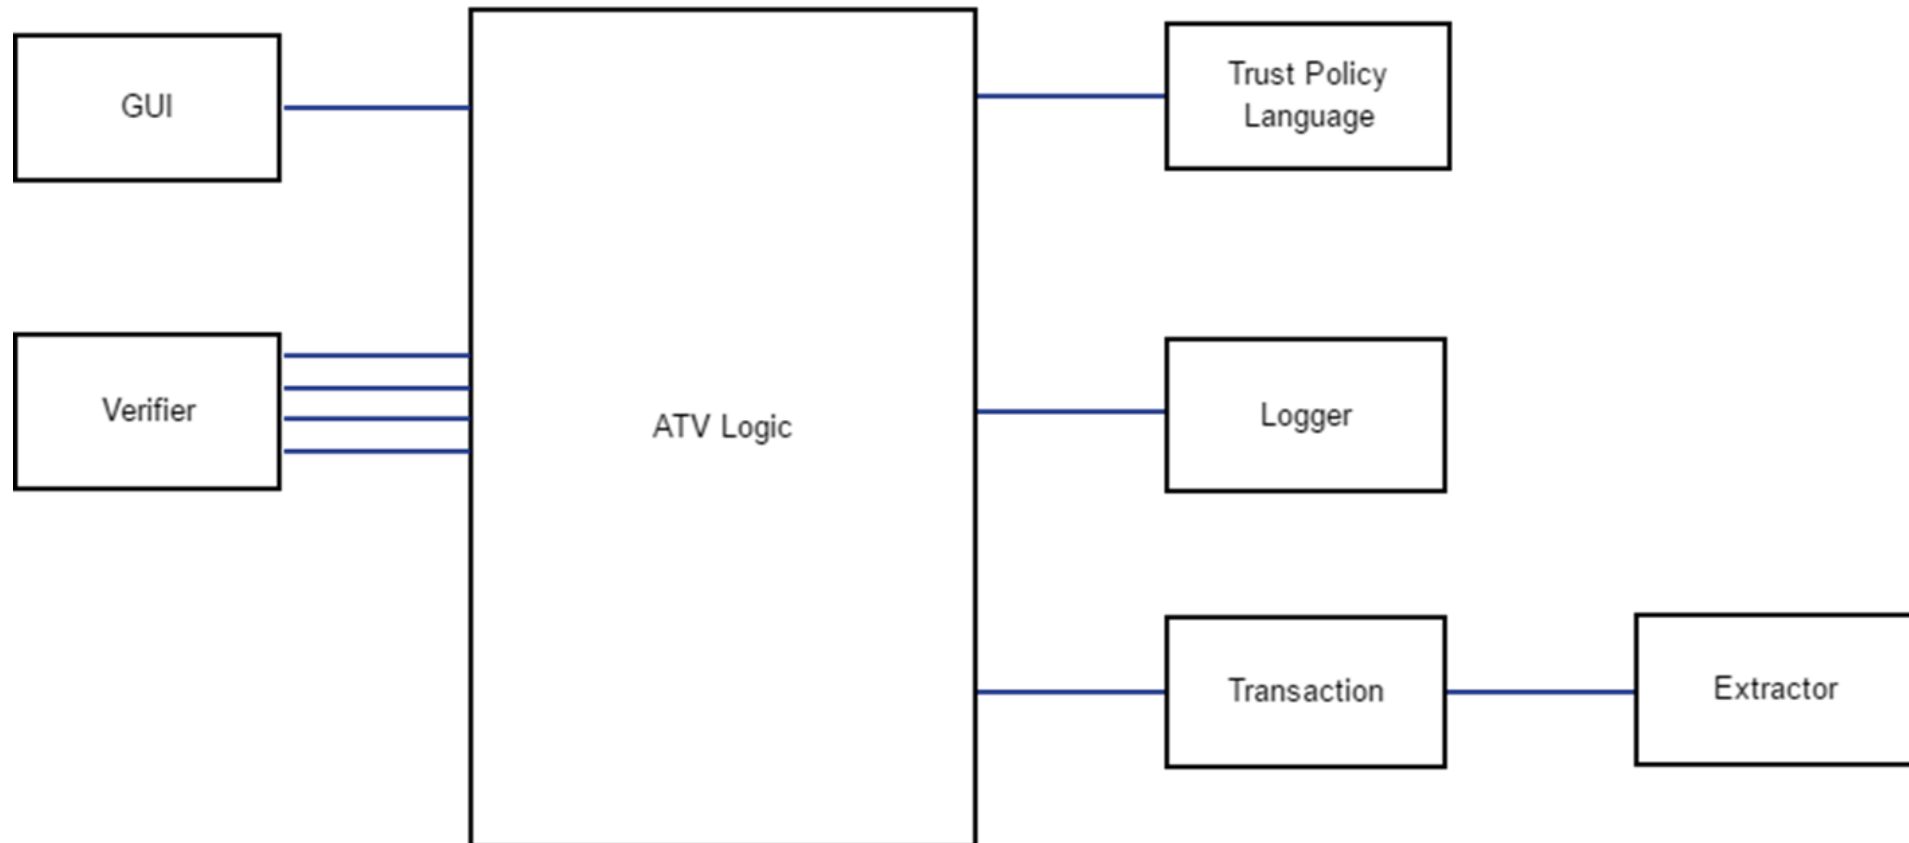 GUI
Trust Policy
Language
Verifier
ATV Logic
Logger
Transaction
Extractor